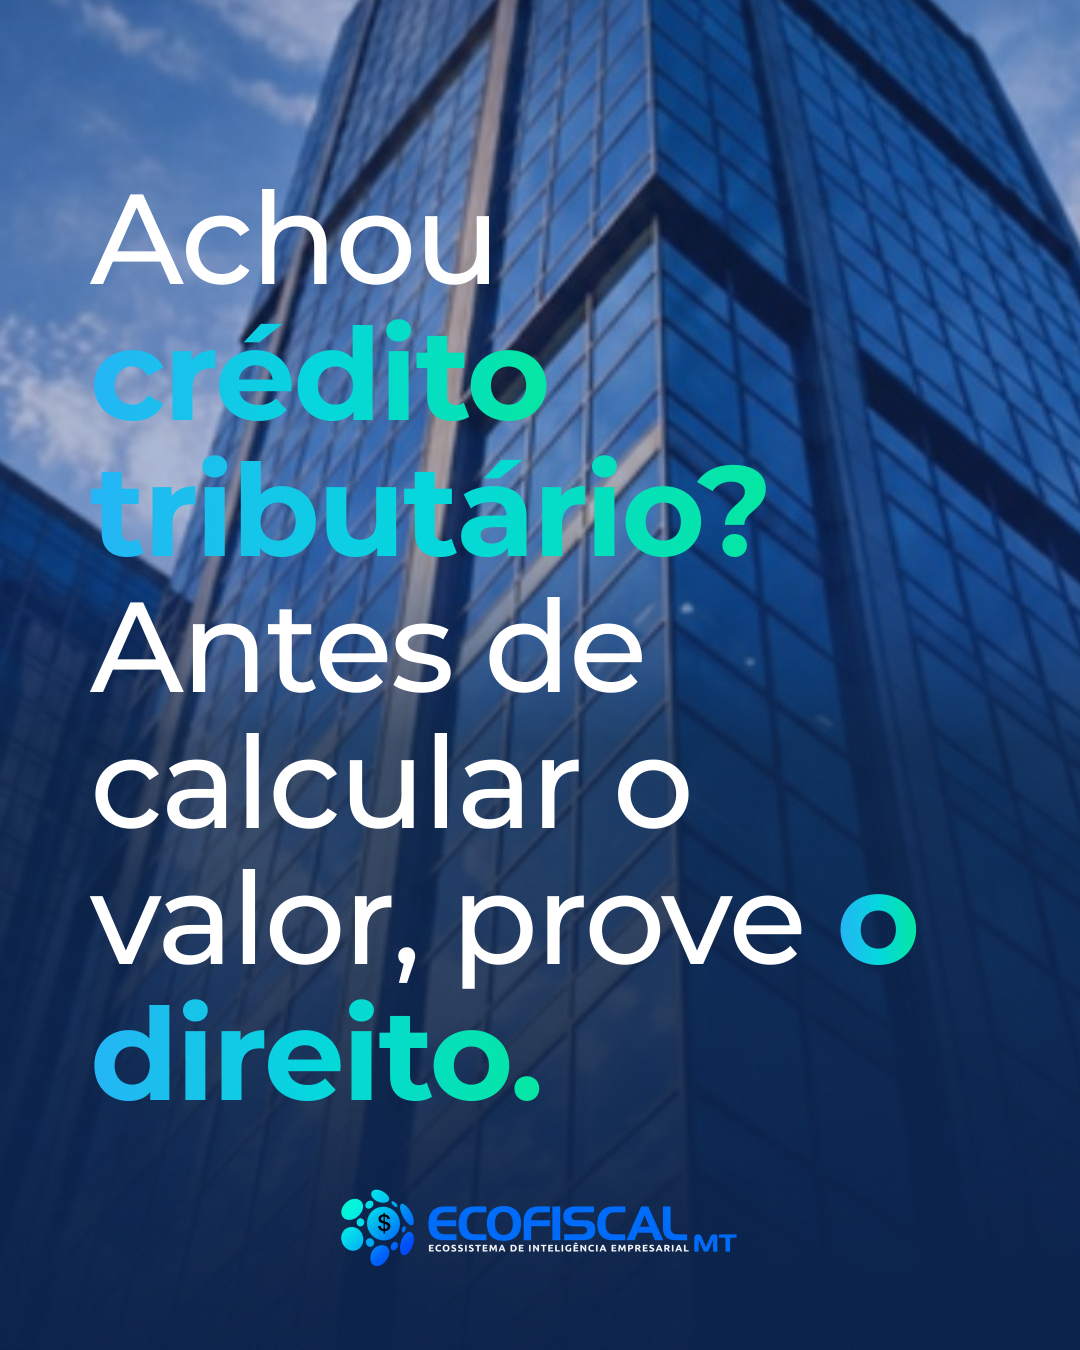 Achou
crédito
tributário?
Antes de
calcular o
valor, prove o
direito.
$
ECOFISCAL
ECOSSISTEMA DE INTELIGÊNCIA EMPRESARIAL MT